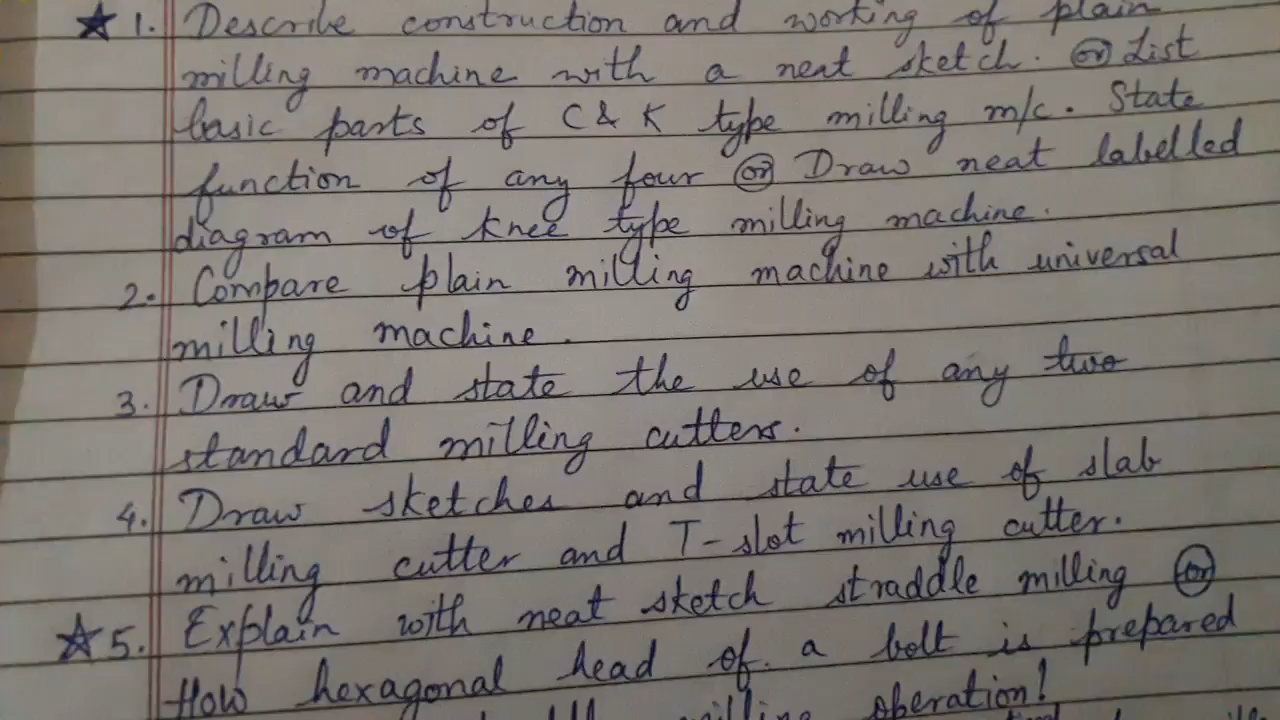 ★ 1. Describe construction and working of plain
milling machine with a neat sketch. (or) List
basic parts of C & K type milling m/c. State
function of any four (or) Draw neat labelled
diagram of knee type milling machine.
2. Compare plain milling machine with universal
milling machine.
3. Draw and state the use of any two
standard milling cutters.
4. Draw sketches and state use of slab
milling cutter and T-slot milling cutter.
☆ 5. Explain with neat sketch straddle milling (or)
How hexagonal head of a bolt is prepared
milling operation?